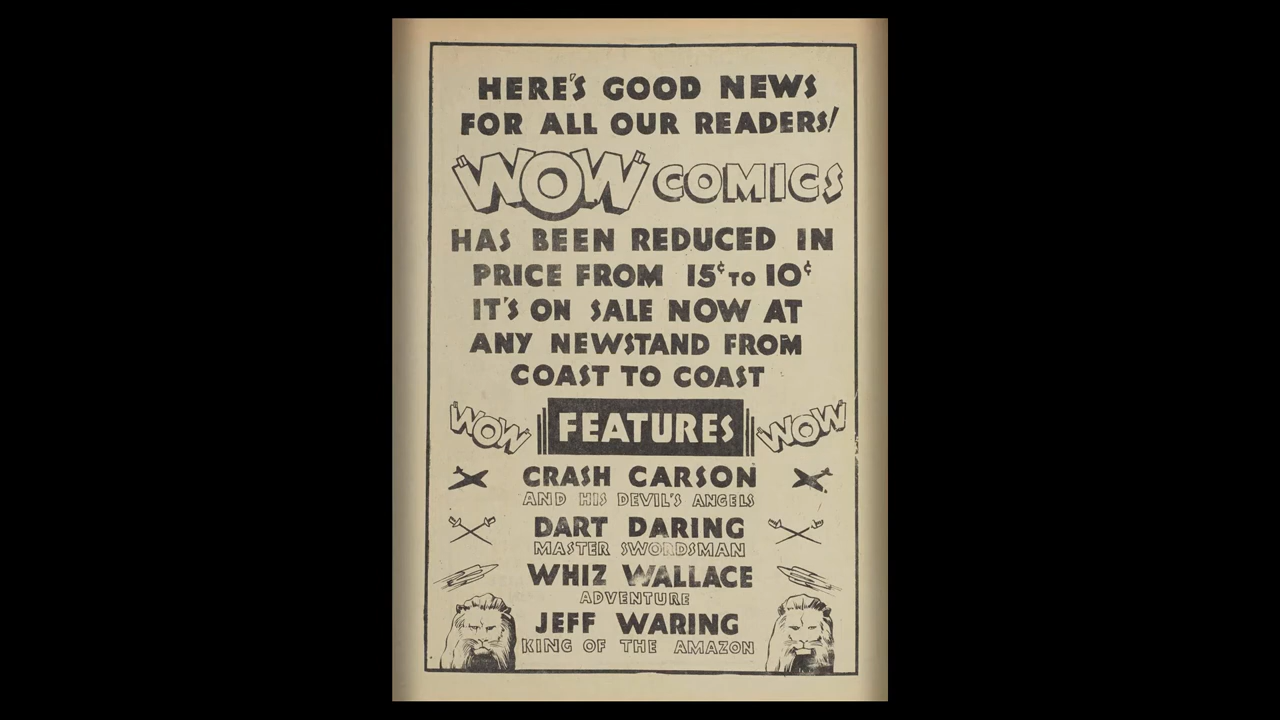 HERE'S GOOD NEWS
FOR ALL OUR READERS!
WOW COMICS
HAS BEEN REDUCED IN
PRICE FROM 15¢ TO 10¢
IT'S ON SALE NOW AT
ANY NEWSTAND FROM
COAST TO COAST
WOW FEATURES WOW
CRASH CARSON
AND HIS DEVIL'S ANGELS
DART DARING
MASTER SWORDSMAN
WHIZ WALLACE
ADVENTURE
JEFF WARING
KING OF THE AMAZON